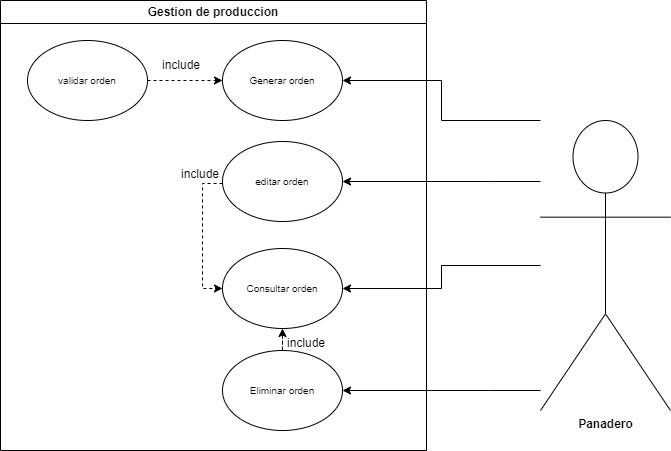 Gestion de produccion
validar orden
include
Generar orden
include
editar orden
Consultar orden
include
Eliminar orden
Panadero